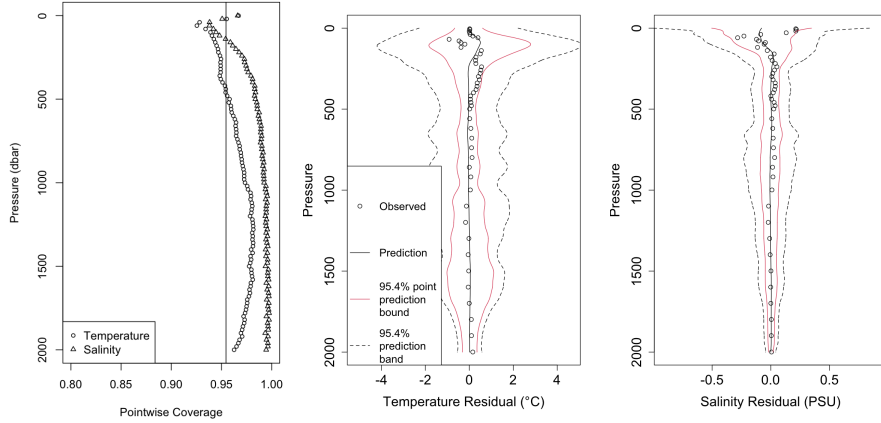 0
500
1000
1500
2000
Pressure (dbar)
Temperature
Salinity
0.80
0.85
0.90
0.95
1.00
Pointwise Coverage
0
500
1000
1500
2000
Pressure
Observed
Prediction
95.4% point
prediction
bound
95.4%
prediction
band
-4
-2
0
2
4
Temperature Residual (°C)
0
500
1000
1500
2000
Pressure
-0.5
0.0
0.5
Salinity Residual (PSU)